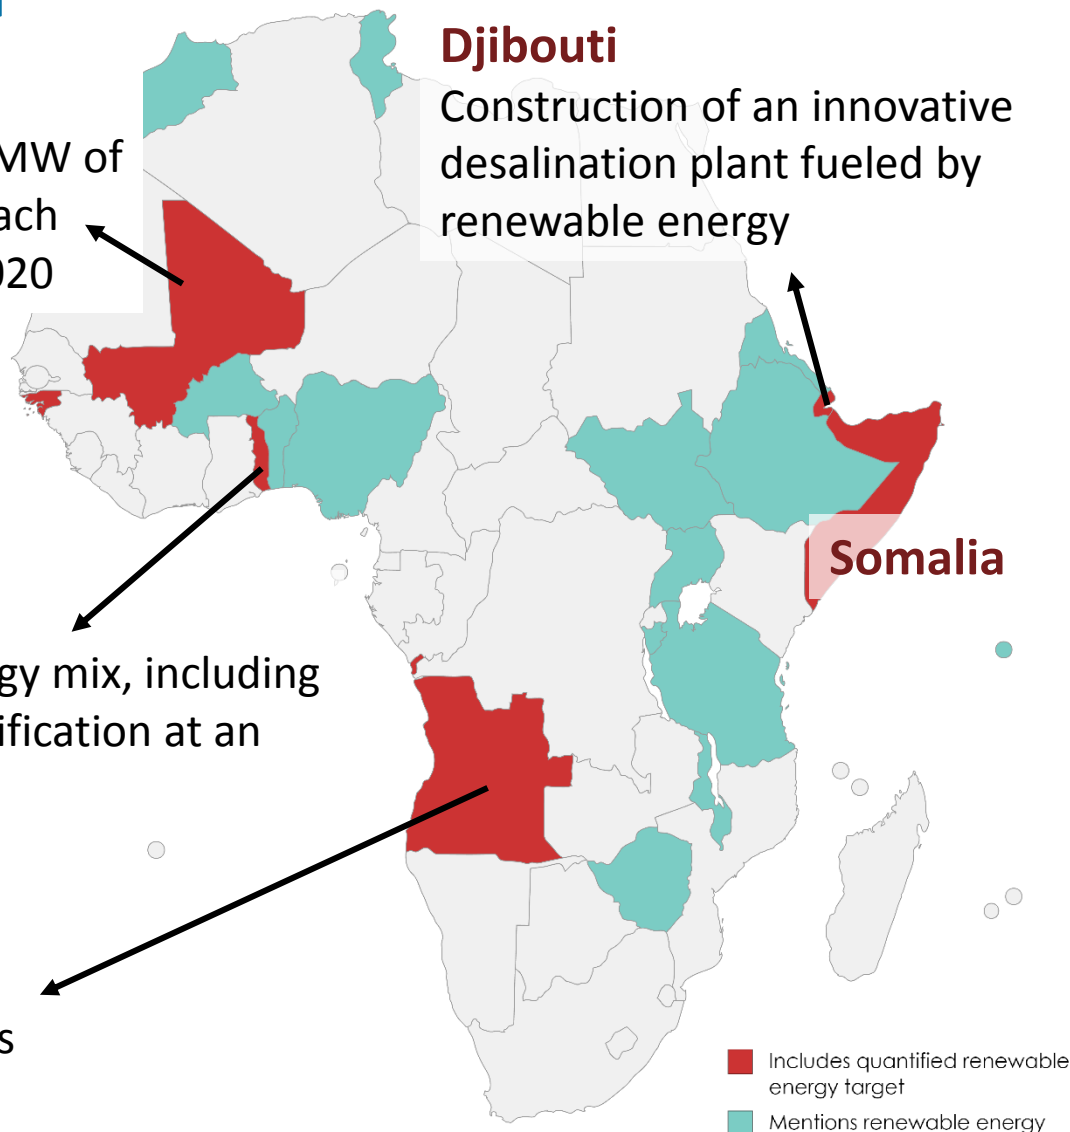 Djibouti
Construction of an innovative
desalination plant fueled by
renewable energy
MW of
ach
020
Somalia
gy mix, including
ification at an
s
Includes quantified renewable
energy target
Mentions renewable energy